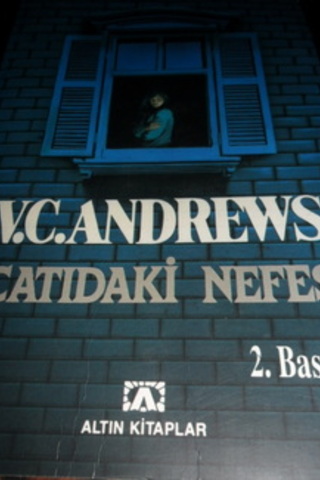 V.C.ANDREWS
ÇATIDAKİ NEFES
2. Bas
ALTIN KİTAPLAR